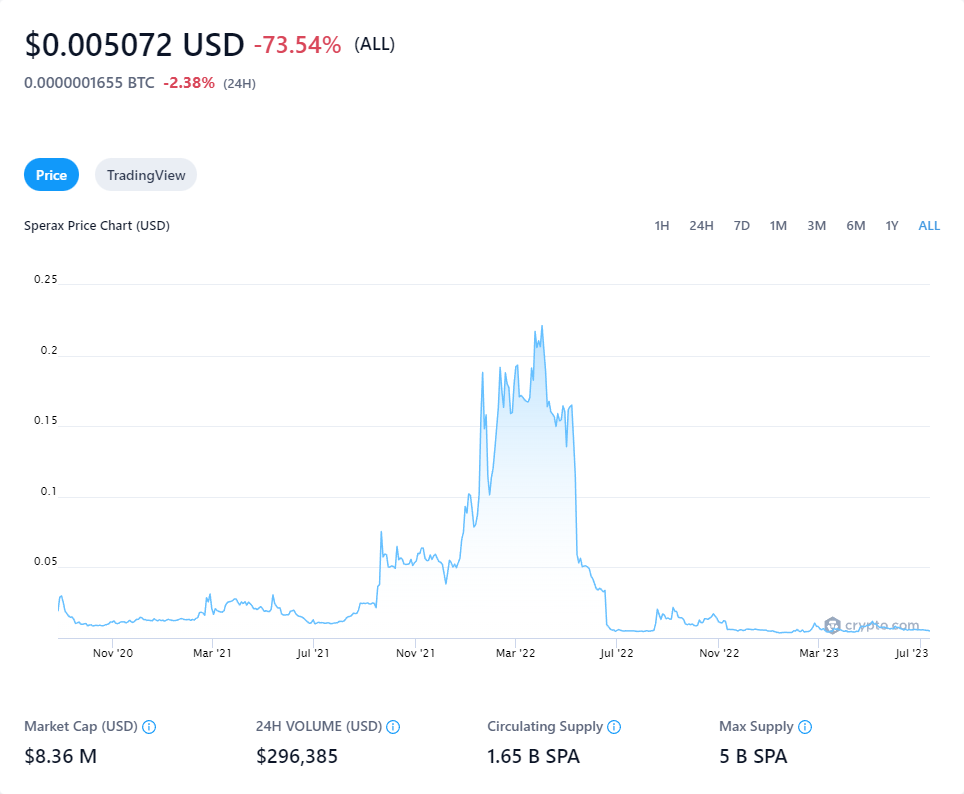 $0.005072 USD -73.54% (ALL)
0.0000001655 BTC -2.38% (24H)
Price TradingView
Sperax Price Chart (USD) 1H 24H 7D 1M 3M 6M 1Y ALL
0.25
0.2
0.15
0.1
0.05
crypto.com
Nov '20 Mar '21 Jul '21 Nov '21 Mar '22 Jul '22 Nov '22 Mar '23 Jul '23
Market Cap (USD) 24H VOLUME (USD) Circulating Supply Max Supply
$8.36 M $296,385 1.65 B SPA 5 B SPA